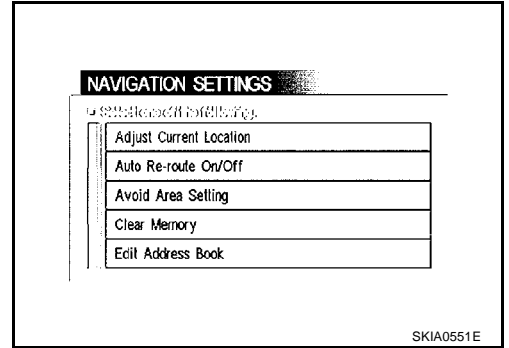 NAVIGATION SETTINGS
Adjust Current Location
Auto Re-route On/Off
Avoid Area Setting
Clear Memory
Edit Address Book
SKIA0551E